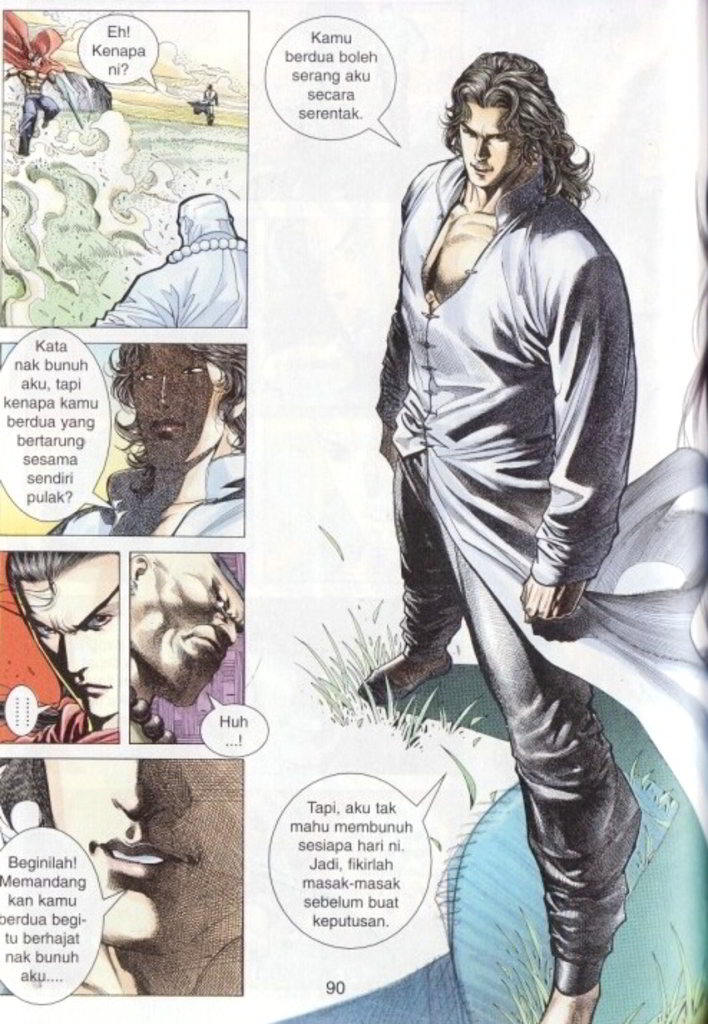 Eh!
Kenapa
ni?
Kata
nak bunuh
aku, tapi
kenapa kamu
berdua yang
bertarung
sesama
sendiri
pulak?
......
Huh
...!
Beginilah!
Memandang
kan kamu
berdua begi-
tu berhajat
nak bunuh
aku....
Kamu
berdua boleh
serang aku
secara
serentak.
Tapi, aku tak
mahu membunuh
sesiapa hari ni.
Jadi, fikirlah
masak-masak
sebelum buat
keputusan.
90